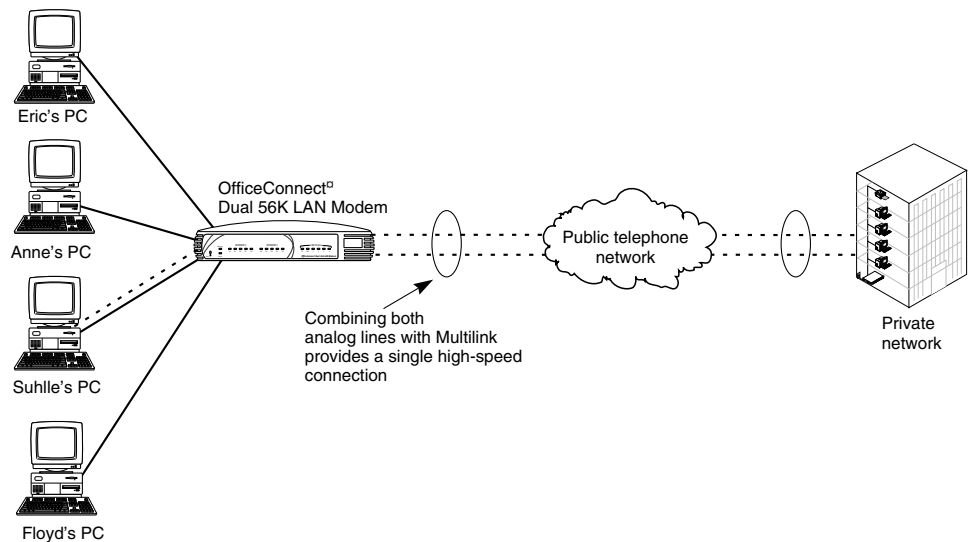 Eric's PC
OfficeConnect¤
Dual 56K LAN Modem
Anne's PC
Public telephone
network
Combining both
analog lines with Multilink
provides a single high-speed
connection
Private
network
Suhlle's PC
Floyd's PC